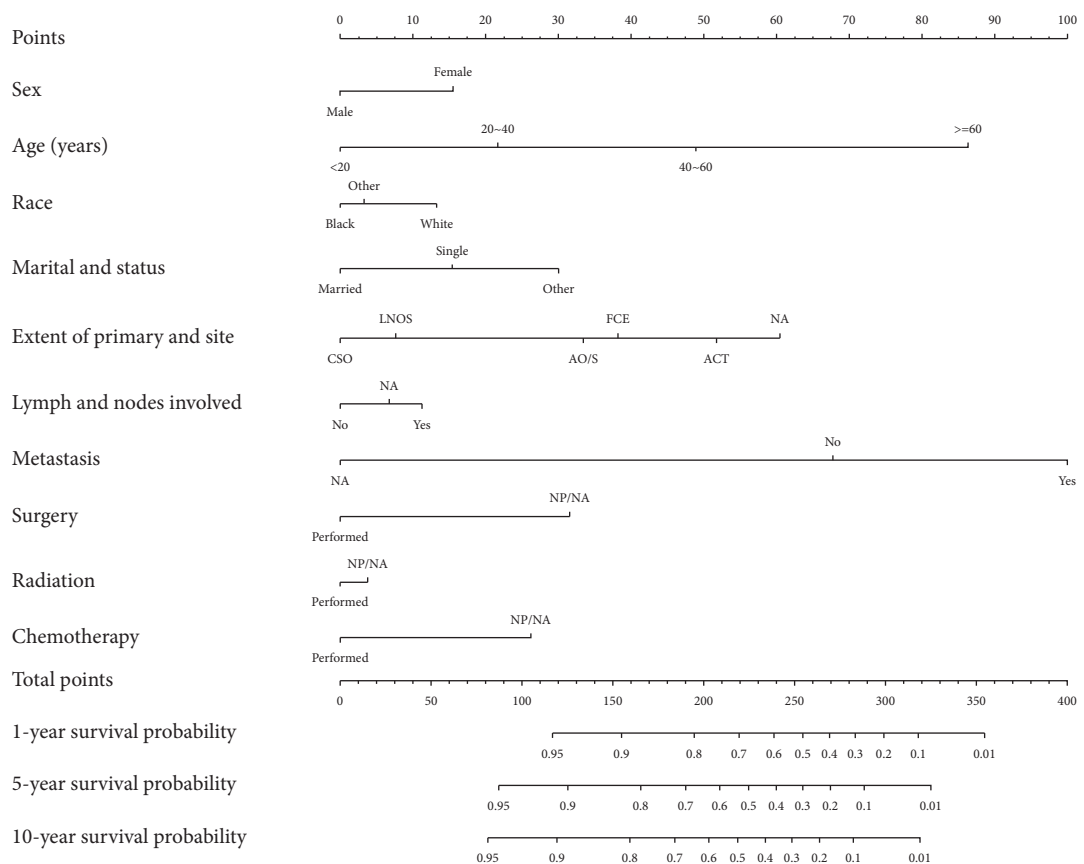 Points
0 10 20 30 40 50 60 70 80 90 100
Sex
Female
Male
Age (years)
20~40 >=60
<20 40~60
Race
Other
Black White
Marital and status
Single
Married Other
Extent of primary and site
LNOS FCE NA
CSO AO/S ACT
Lymph and nodes involved
NA
No Yes
Metastasis
No
NA Yes
Surgery
NP/NA
Performed
Radiation
NP/NA
Performed
Chemotherapy
NP/NA
Performed
Total points
0 50 100 150 200 250 300 350 400
1-year survival probability
0.95 0.9 0.8 0.7 0.6 0.5 0.4 0.3 0.2 0.1 0.01
5-year survival probability
0.95 0.9 0.8 0.7 0.6 0.5 0.4 0.3 0.2 0.1 0.01
10-year survival probability
0.95 0.9 0.8 0.7 0.6 0.5 0.4 0.3 0.2 0.1 0.01